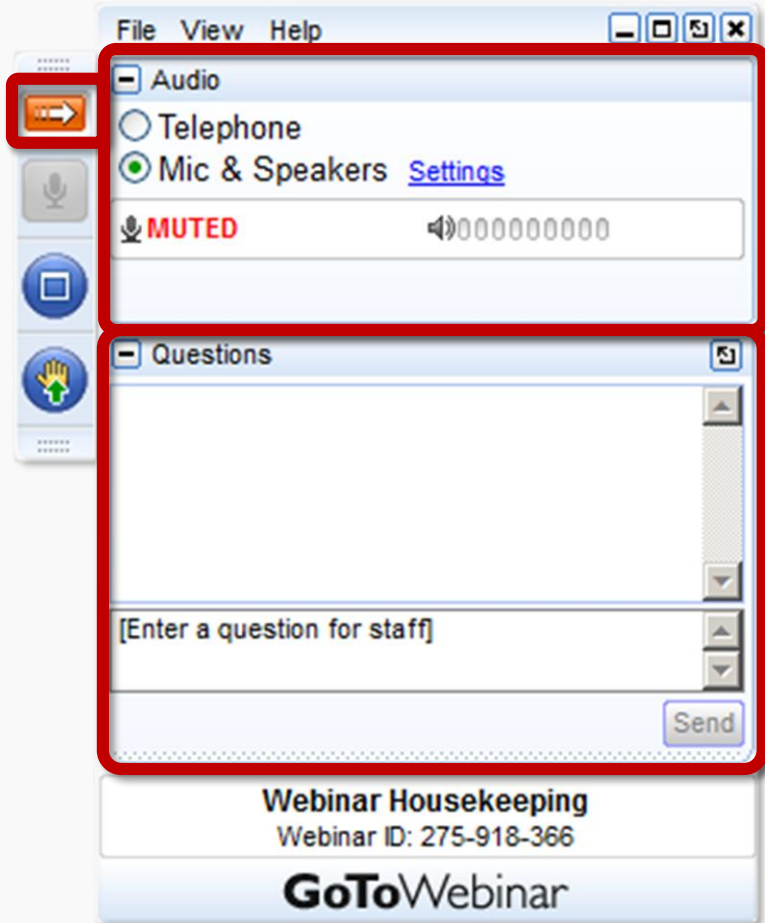 File View Help
Audio
Telephone
Mic & Speakers Settings
MUTED
Questions
[Enter a question for staff]
Send
Webinar Housekeeping
Webinar ID: 275-918-366
GoToWebinar